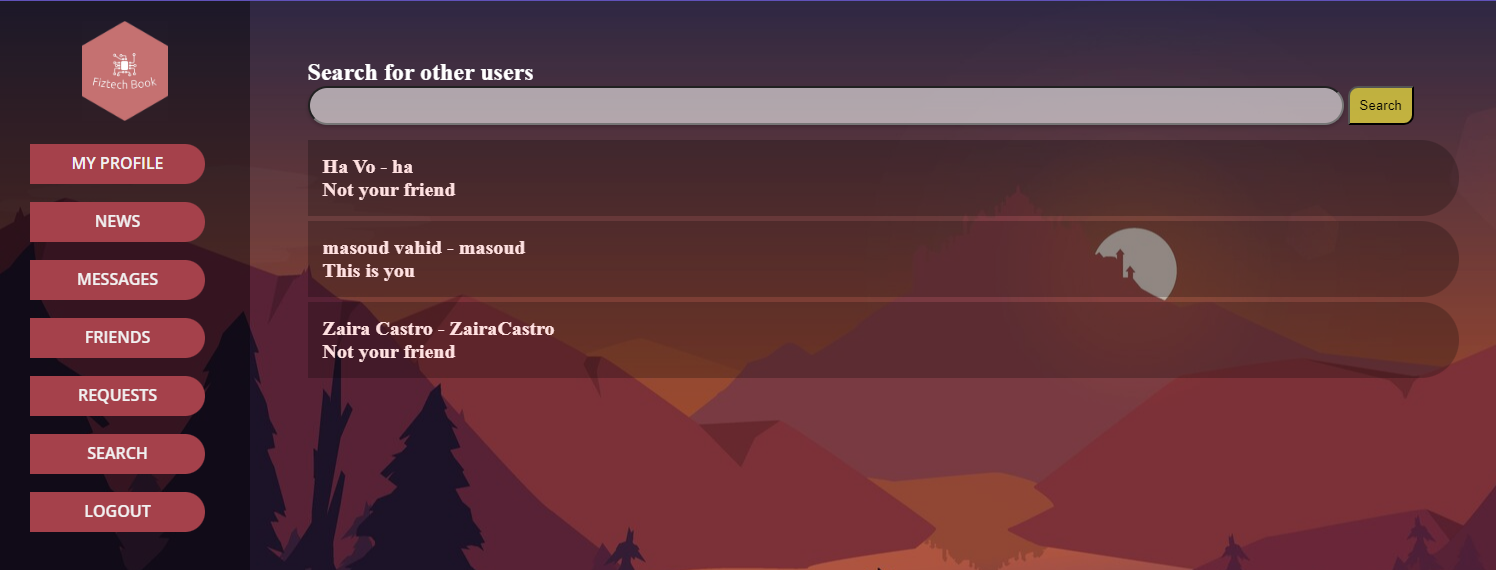 Fiztech Book
MY PROFILE
NEWS
MESSAGES
FRIENDS
REQUESTS
SEARCH
LOGOUT
Search for other users
Search
Ha Vo - ha
Not your friend
masoud vahid - masoud
This is you
Zaira Castro - ZairaCastro
Not your friend